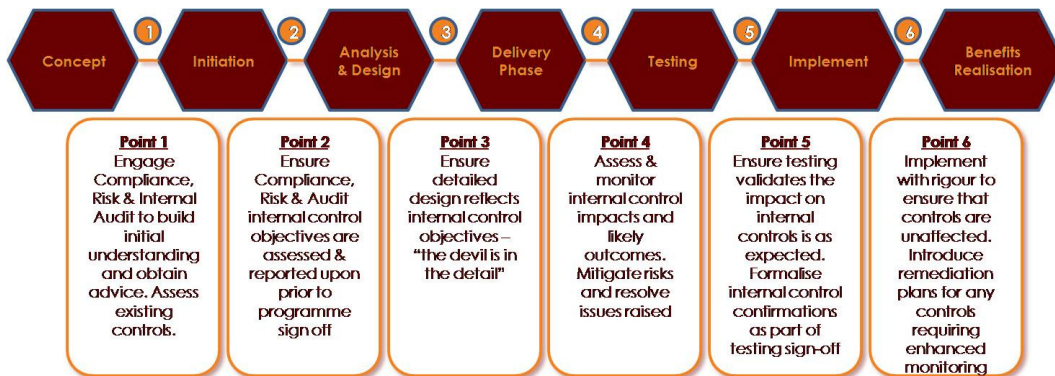 Concept
1
Initiation
2
Analysis
& Design
3
Delivery
Phase
4
Testing
5
Implement
6
Benefits
Realisation
Point 1
Engage
Compliance,
Risk & Internal
Audit to build
initial
understanding
and obtain
advice. Assess
existing
controls.
Point 2
Ensure
Compliance,
Risk & Audit
internal control
objectives are
assessed &
reported upon
prior to
programme
sign off
Point 3
Ensure
detailed
design reflects
internal control
objectives –
“the devil is in
the detail”
Point 4
Assess &
monitor
internal control
impacts and
likely
outcomes.
Mitigate risks
and resolve
issues raised
Point 5
Ensure testing
validates the
impact on
internal
controls is as
expected.
Formalise
internal control
confirmations
as part of
testing sign-off
Point 6
Implement
with rigour to
ensure that
controls are
unaffected.
Introduce
remediation
plans for any
controls
requiring
enhanced
monitoring